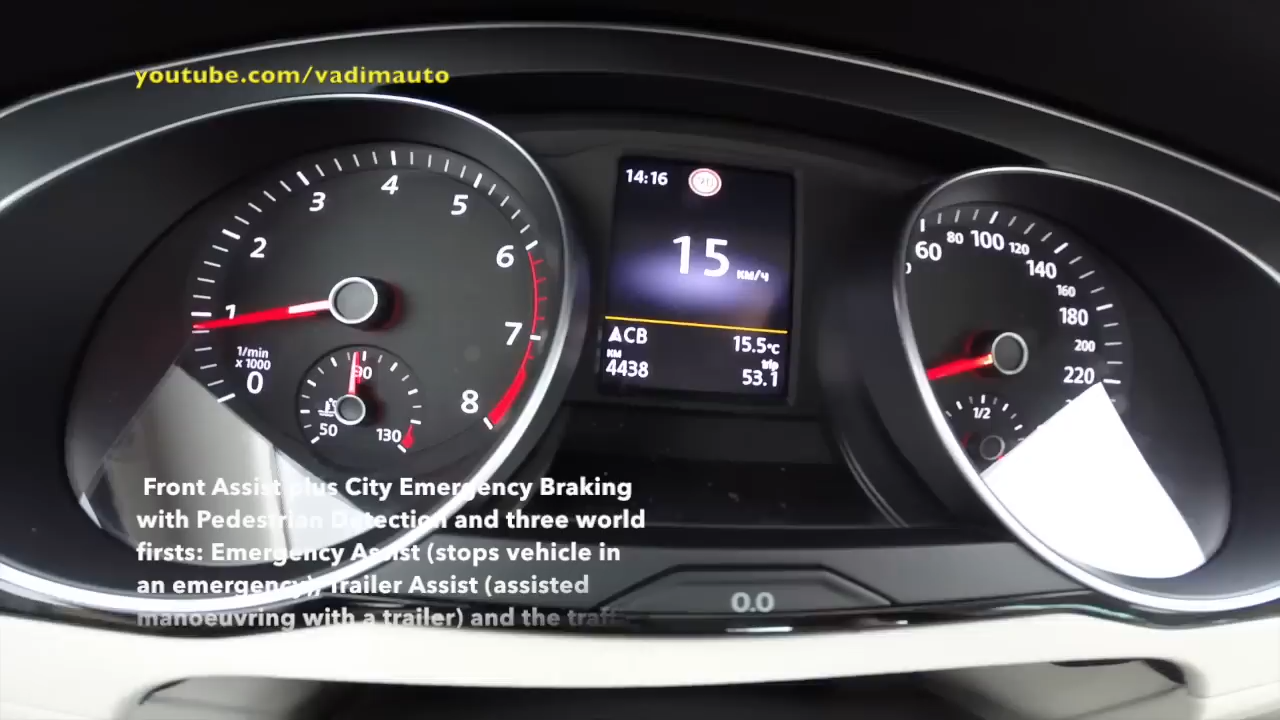 youtube.com/vadimauto
14:16
15 км/ч
АСВ 15.5°c
КМ trip
4438 53.1
1 2 3 4 5 6 7 8
1/min
x 1000
0
90
50 130
60 80 100 120 140 160 180 200 220
1/2
0.0
Front Assist plus City Emergency Braking
with Pedestrian Detection and three world
firsts: Emergency Assist (stops vehicle in
an emergency), Trailer Assist (assisted
manoeuvring with a trailer) and the traff